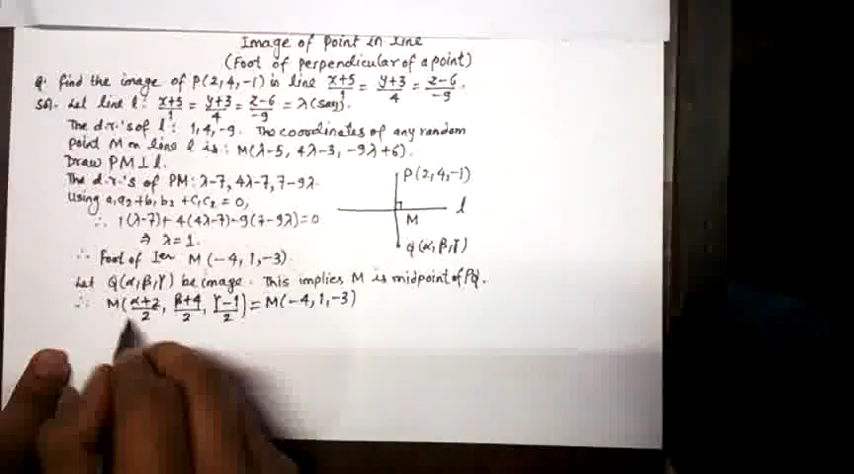 Image of Point in Line
(Foot of perpendicular of a point)
Q. Find the image of P(2,4,-1) in line x+5/1 = y+3/4 = z-6/-9.
Sol. Let line l: x+5/1 = y+3/4 = z-6/-9 = λ (say).
The d.r.'s of l: 1,4,-9. The coordinates of any random
Point M on line l is: M(λ-5, 4λ-3, -9λ+6).
Draw PM⊥l.
The d.r.'s of PM: λ-7, 4λ-7, 7-9λ.
Using a₁a₂+b₁b₂+c₁c₂=0,
∴ 1(λ-7)+4(4λ-7)-9(7-9λ)=0
⇒ λ=1.
∴ Foot of ⊥er M(-4,1,-3).
P(2,4,-1)
l
M
Q(α,β,γ)
Let Q(α,β,γ) be image. This implies M is midpoint of PQ.
∴ M(α+2/2, β+4/2, γ-1/2) = M(-4,1,-3)